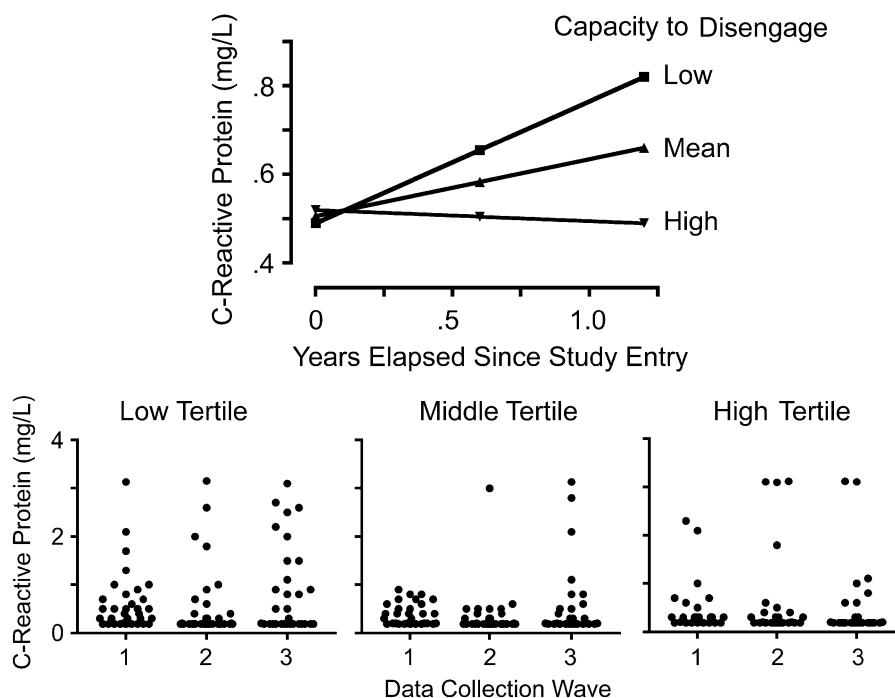 Capacity to Disengage
C-Reactive Protein (mg/L)
.8
.6
.4
Low
Mean
High
0 .5 1.0
Years Elapsed Since Study Entry
Low Tertile Middle Tertile High Tertile
C-Reactive Protein (mg/L)
4
2
0
1 2 3 1 2 3 1 2 3
Data Collection Wave